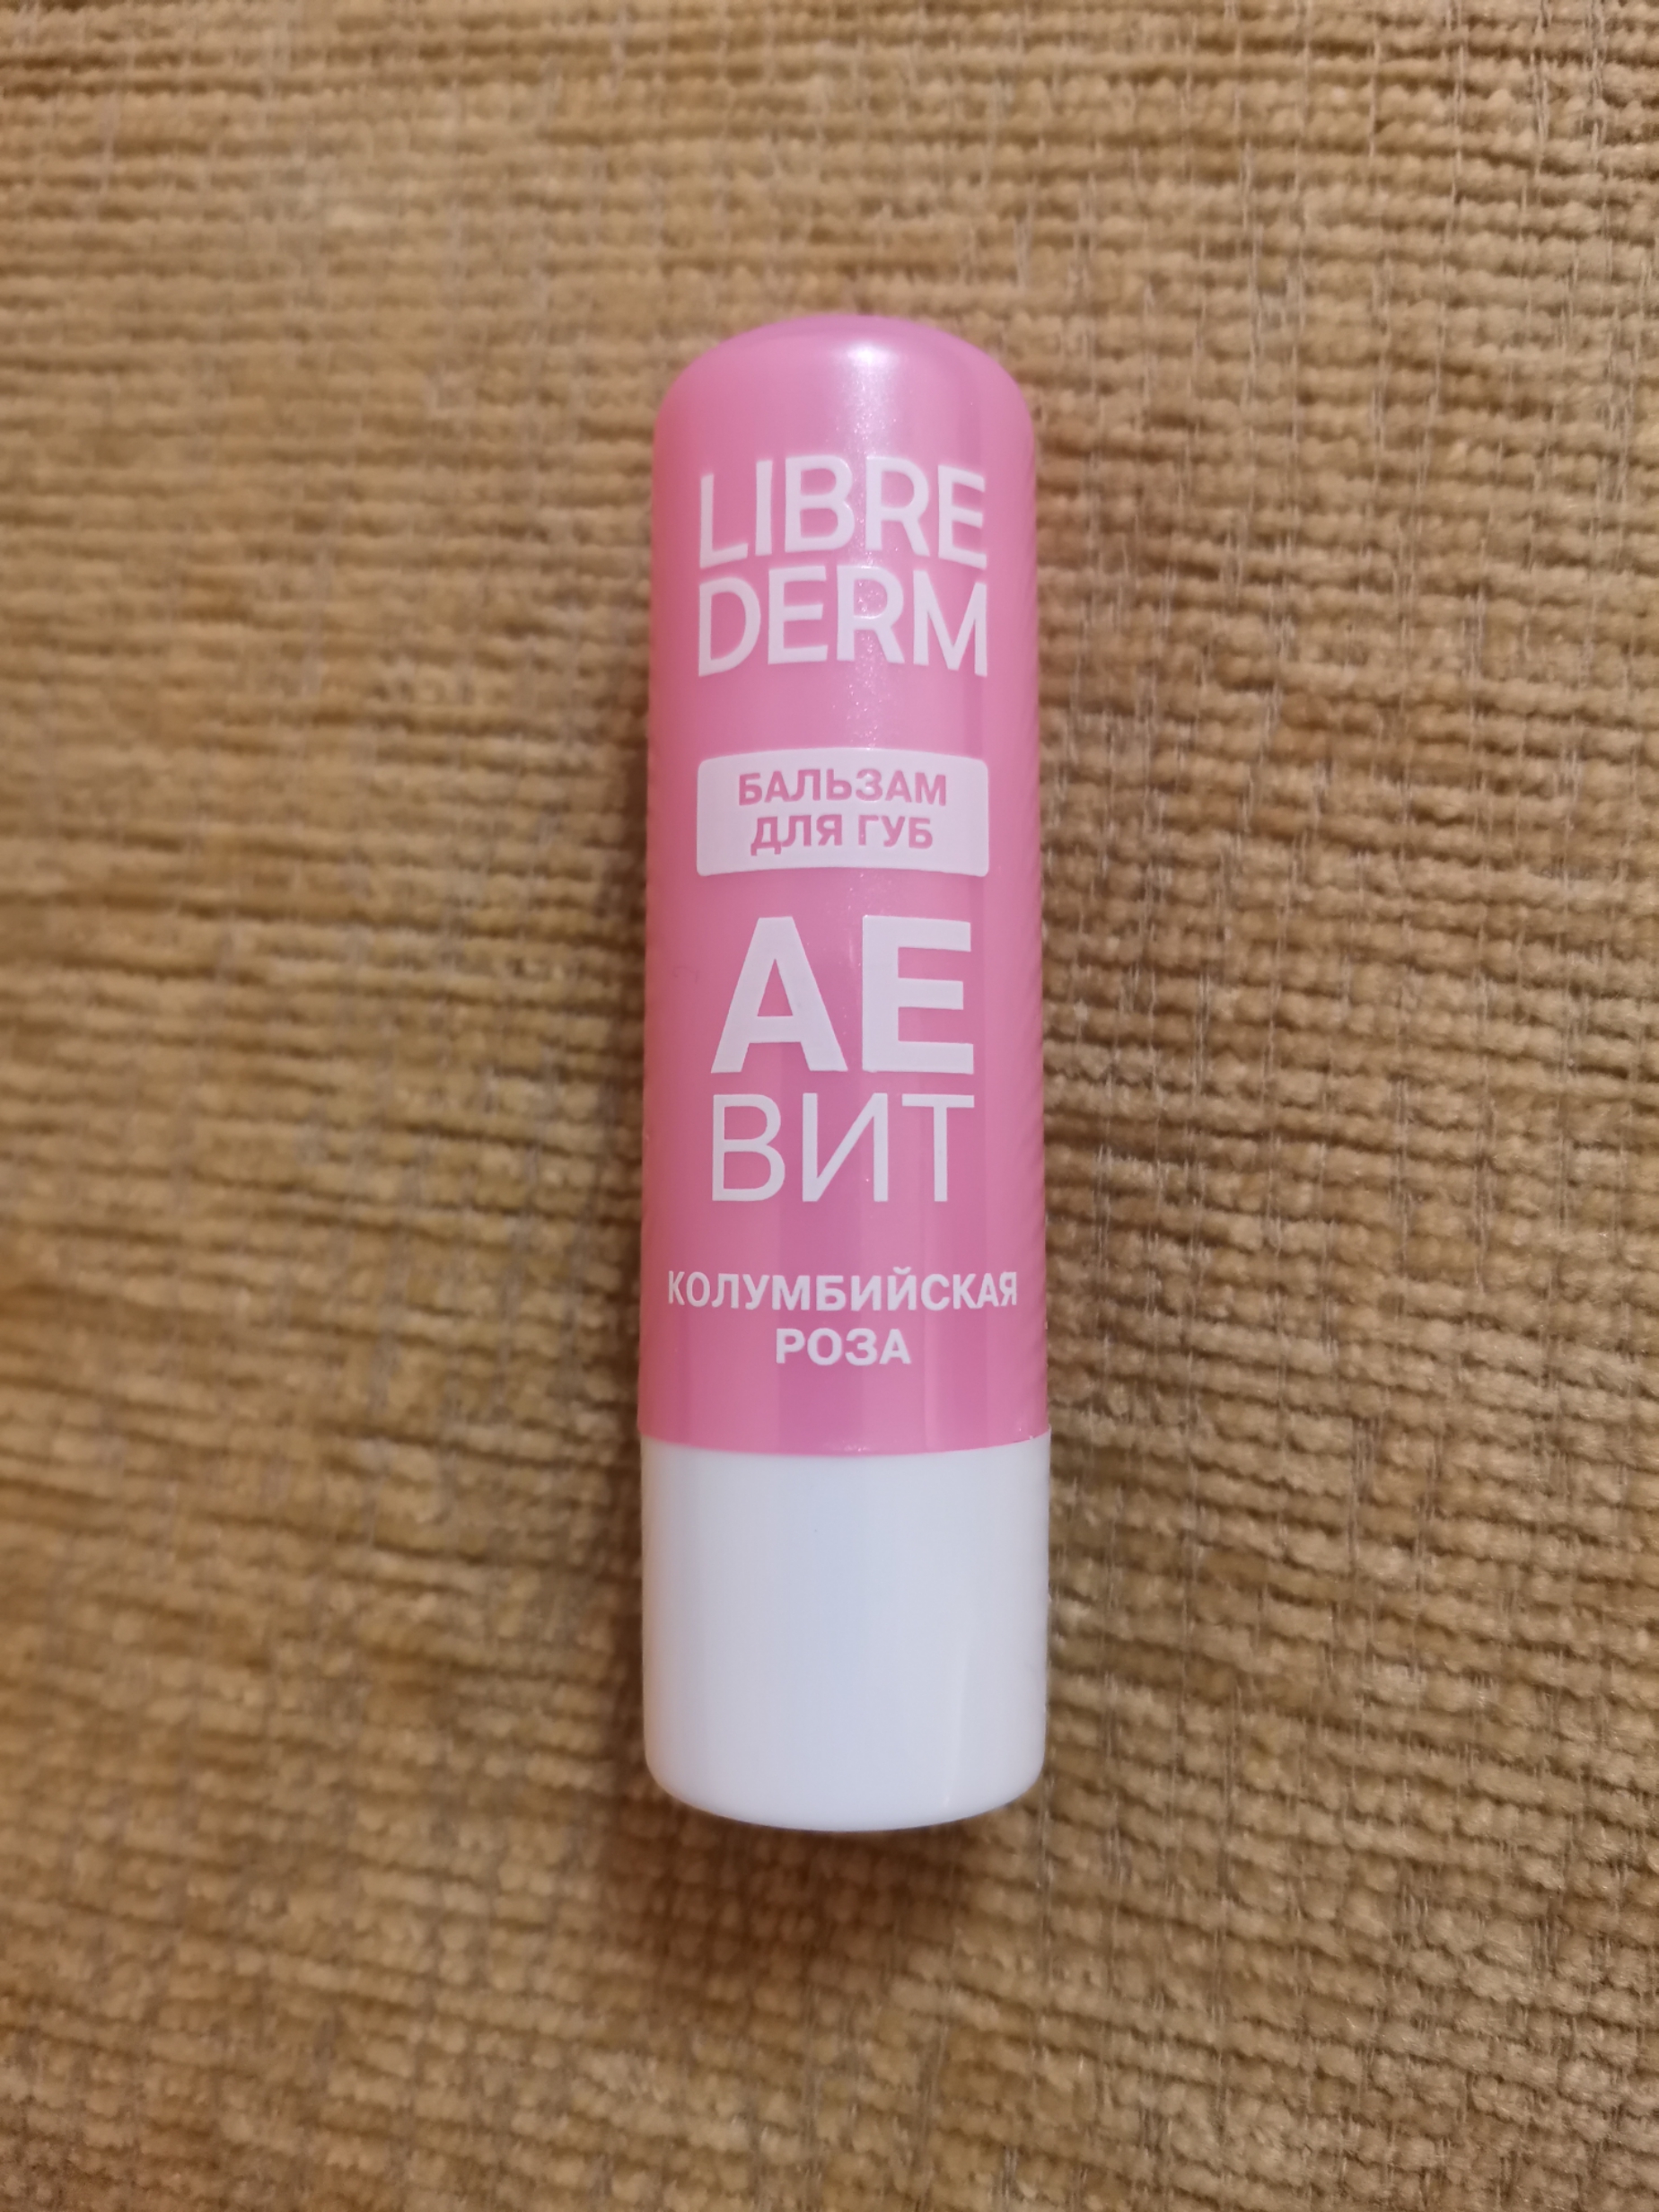 LIBRE
DERM
БАЛЬЗАМ
ДЛЯ ГУБ
АЕ
ВИТ
КОЛУМБИЙСКАЯ
РОЗА